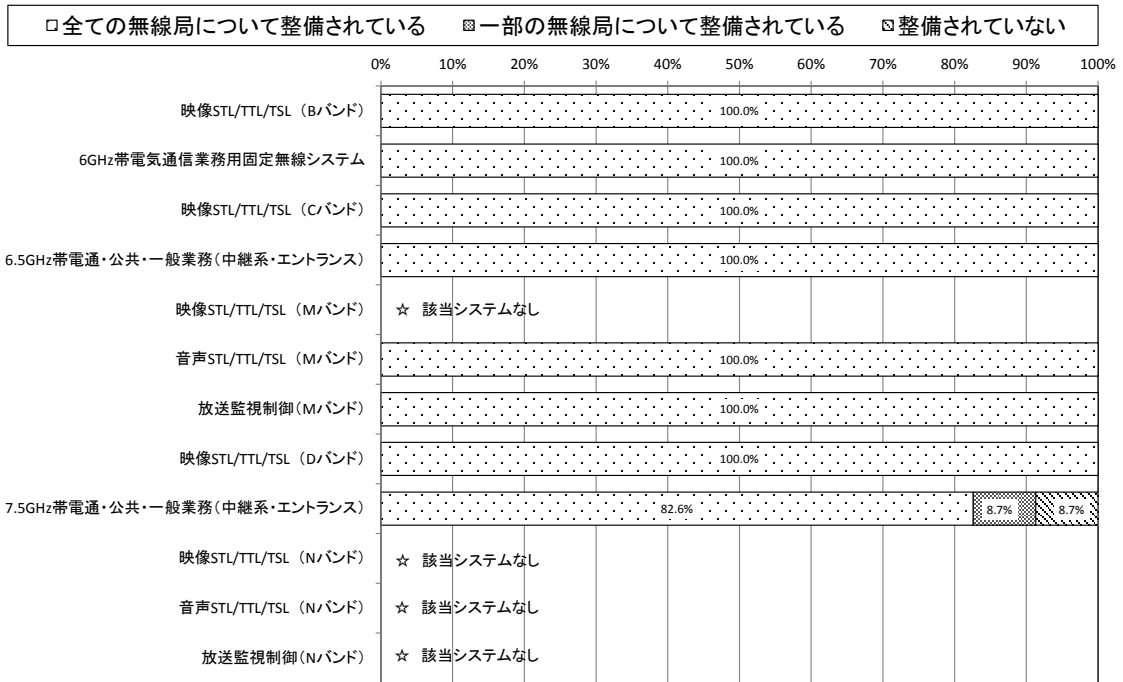 □全ての無線局について整備されている ▩一部の無線局について整備されている ▧整備されていない
0% 10% 20% 30% 40% 50% 60% 70% 80% 90% 100%
映像STL/TTL/TSL（Bバンド） 100.0%
6GHz帯電気通信業務用固定無線システム 100.0%
映像STL/TTL/TSL（Cバンド） 100.0%
6.5GHz帯電通・公共・一般業務（中継系・エントランス） 100.0%
映像STL/TTL/TSL（Mバンド） ☆ 該当システムなし
音声STL/TTL/TSL（Mバンド） 100.0%
放送監視制御（Mバンド） 100.0%
映像STL/TTL/TSL（Dバンド） 100.0%
7.5GHz帯電通・公共・一般業務（中継系・エントランス） 82.6% 8.7% 8.7%
映像STL/TTL/TSL（Nバンド） ☆ 該当システムなし
音声STL/TTL/TSL（Nバンド） ☆ 該当システムなし
放送監視制御（Nバンド） ☆ 該当システムなし